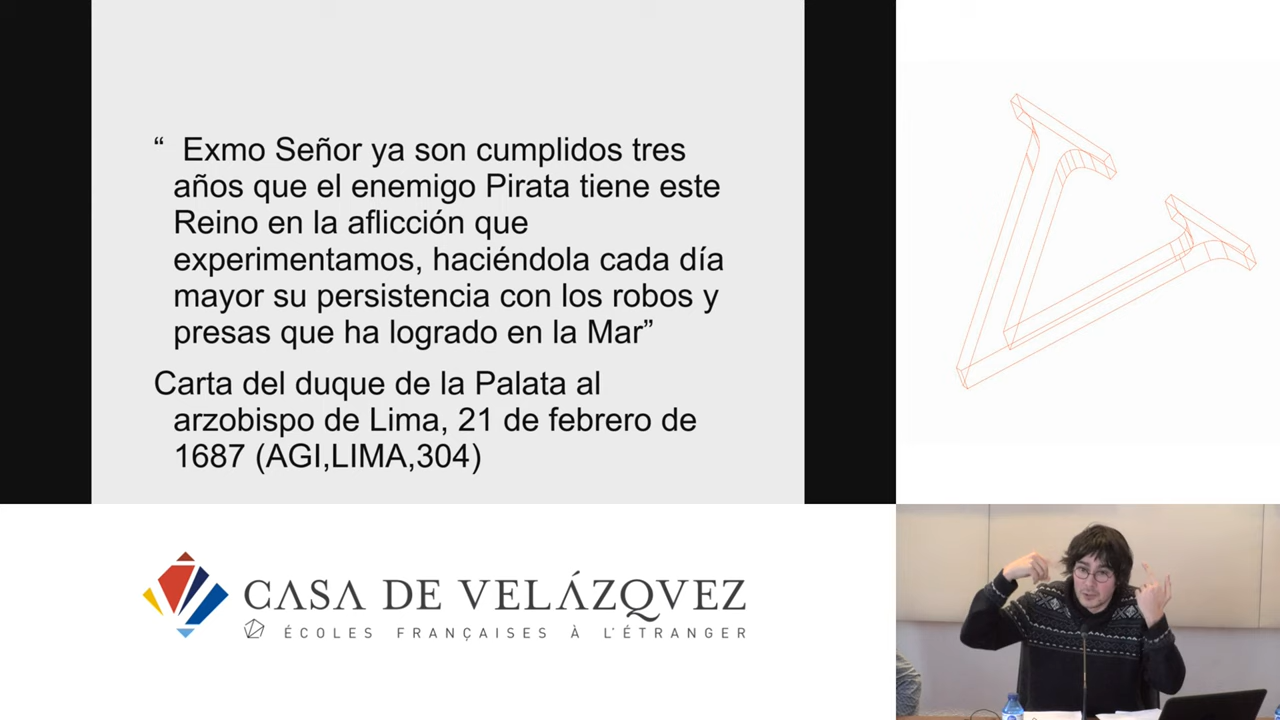 “ Exmo Señor ya son cumplidos tres
años que el enemigo Pirata tiene este
Reino en la aflicción que
experimentamos, haciéndola cada día
mayor su persistencia con los robos y
presas que ha logrado en la Mar”
Carta del duque de la Palata al
arzobispo de Lima, 21 de febrero de
1687 (AGI,LIMA,304)
CASA DE VELÁZQVEZ
ÉCOLES FRANÇAISES À L'ÉTRANGER